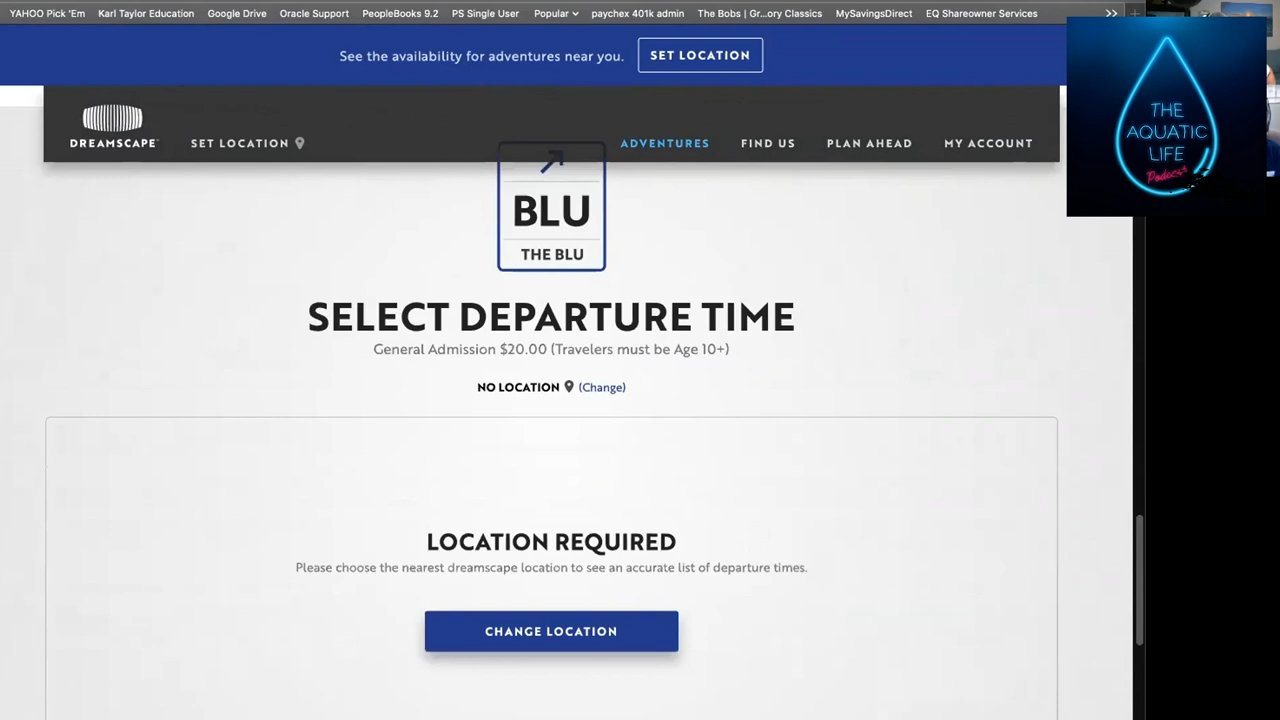 YAHOO Pick 'Em Karl Taylor Education Google Drive Oracle Support PeopleBooks 9.2 PS Single User Popular paychex 401k admin The Bobs | Gr...ory Classics MySavingsDirect EQ Shareowner Services >> +
See the availability for adventures near you. SET LOCATION
DREAMSCAPE SET LOCATION ADVENTURES FIND US PLAN AHEAD MY ACCOUNT
THE
AQUATIC
LIFE
Podcast
BLU
THE BLU
SELECT DEPARTURE TIME
General Admission $20.00 (Travelers must be Age 10+)
NO LOCATION (Change)
LOCATION REQUIRED
Please choose the nearest dreamscape location to see an accurate list of departure times.
CHANGE LOCATION